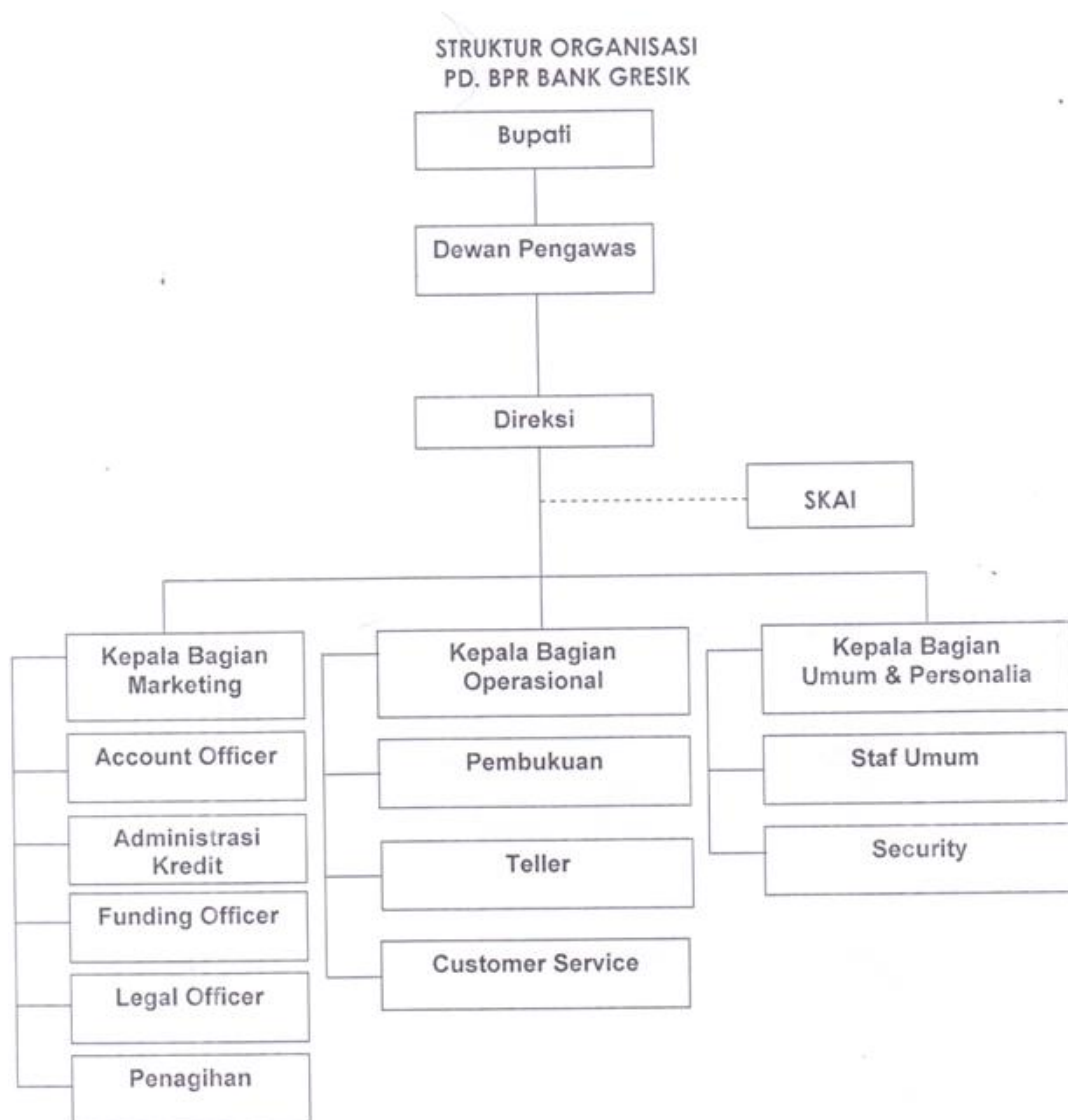 STRUKTUR ORGANISASI
PD. BPR BANK GRESIK
Bupati
Dewan Pengawas
Direksi
SKAI
Kepala Bagian
Marketing
Account Officer
Administrasi
Kredit
Funding Officer
Legal Officer
Penagihan
Kepala Bagian
Operasional
Pembukuan
Teller
Customer Service
Kepala Bagian
Umum & Personalia
Staf Umum
Security